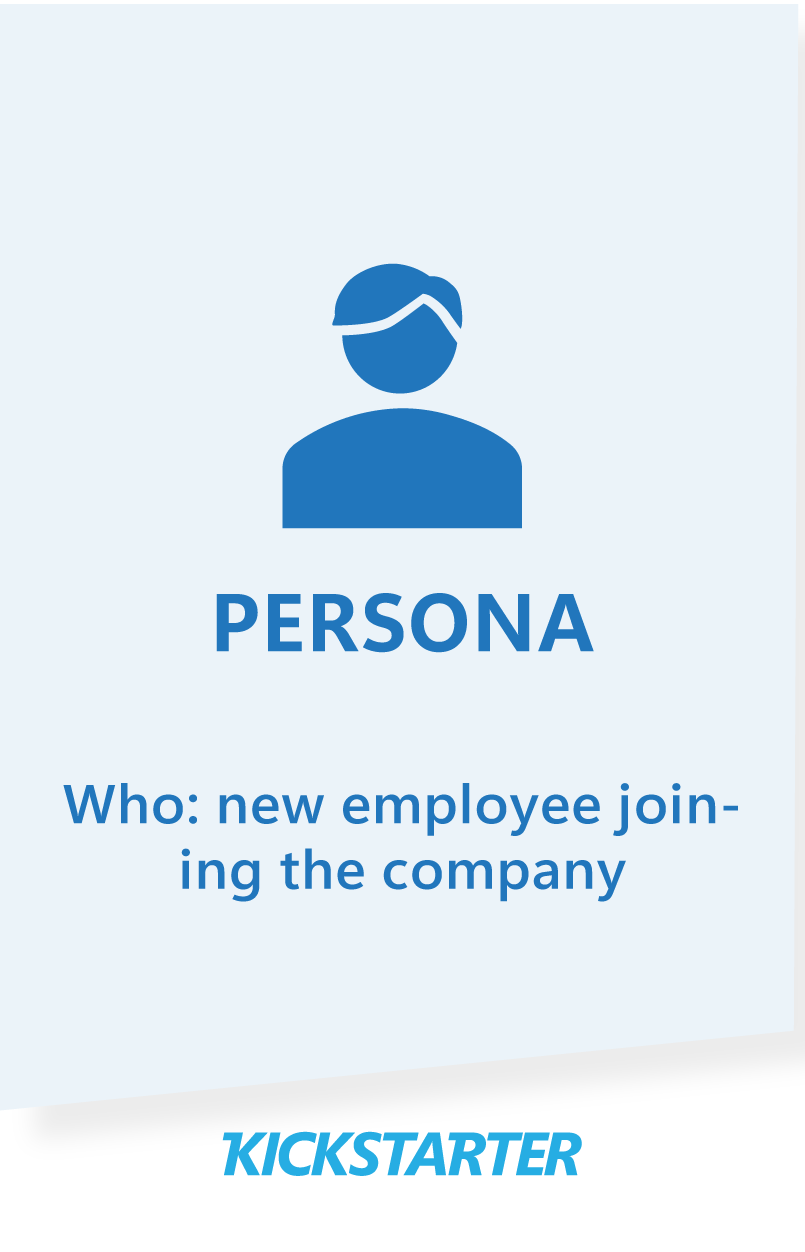 PERSONA
Who: new employee join-
ing the company
KICKSTARTER